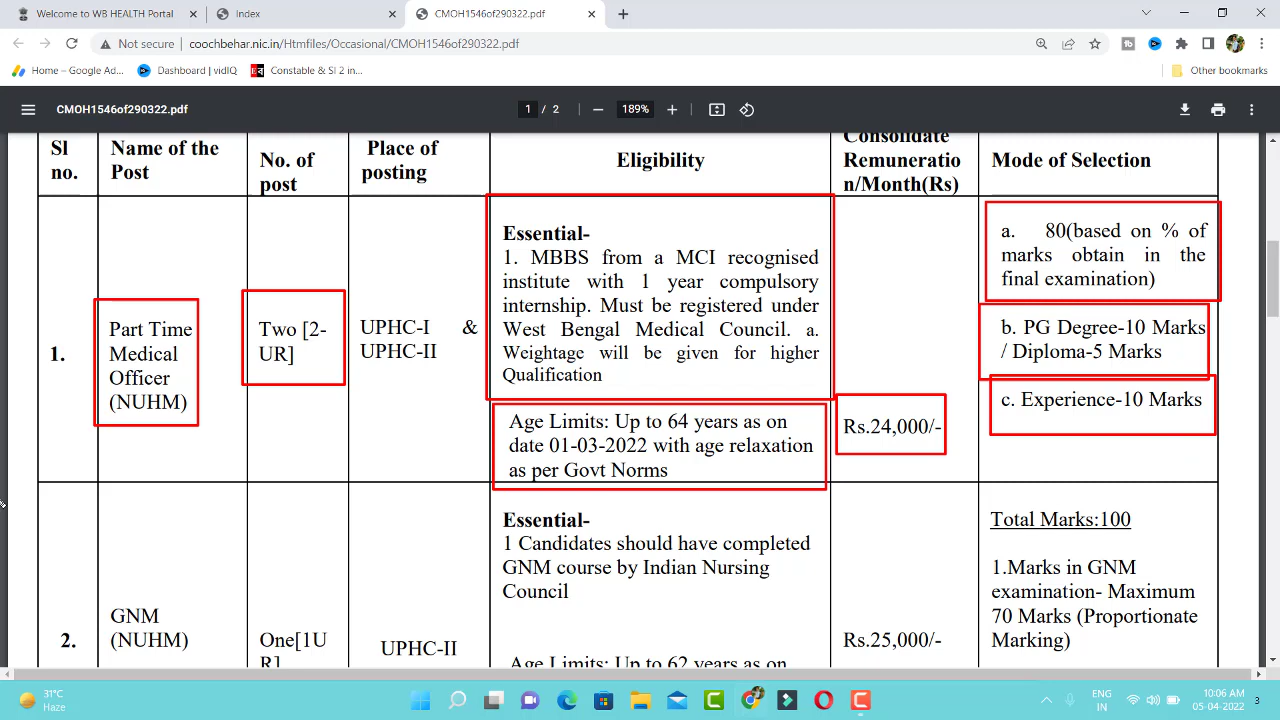 Welcome to WB HEALTH Portal
Index
CMOH1546of290322.pdf
Not secure
coochbehar.nic.in/Htmfiles/Occasional/CMOH1546of290322.pdf
Home – Google Ad...
Dashboard | vidIQ
Constable & SI 2 in...
Other bookmarks
CMOH1546of290322.pdf
1 / 2
189%
Sl no.
Name of the Post
No. of post
Place of posting
Eligibility
Consolidate
Remuneratio
n/Month(Rs)
Mode of Selection
1.
Part Time
Medical
Officer
(NUHM)
Two [2-
UR]
UPHC-I &
UPHC-II
Essential-
1. MBBS from a MCI recognised
institute with 1 year compulsory
internship. Must be registered under
West Bengal Medical Council. a.
Weightage will be given for higher
Qualification
Age Limits: Up to 64 years as on
date 01-03-2022 with age relaxation
as per Govt Norms
Rs.24,000/-
a. 80(based on % of
marks obtain in the
final examination)
b. PG Degree-10 Marks
/ Diploma-5 Marks
c. Experience-10 Marks
2.
GNM
(NUHM)
One[1U
R]
UPHC-II
Essential-
1 Candidates should have completed
GNM course by Indian Nursing
Council
Age Limits: Up to 62 years as on
Rs.25,000/-
Total Marks:100
1.Marks in GNM
examination- Maximum
70 Marks (Proportionate
Marking)
31°C
Haze
ENG
IN
10:06 AM
05-04-2022
3